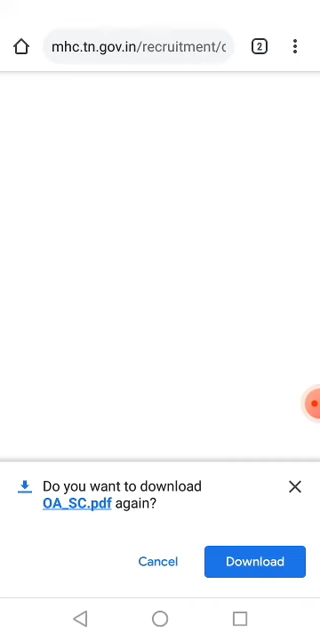 mhc.tn.gov.in/recruitment/c
2
Do you want to download
OA_SC.pdf again?
Cancel
Download